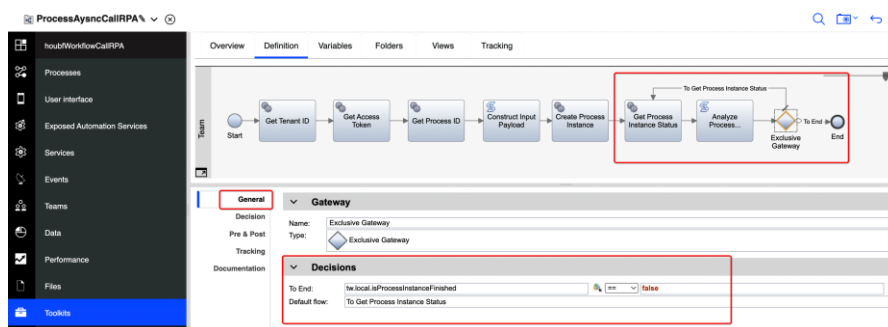 ProcessAysncCallRPA
houbfWorkflowCallRPA
Overview Definition Variables Folders Views Tracking
Processes
User interface
Exposed Automation Services
Services
Events
Teams
Data
Performance
Files
Toolkits
Team
Start
Get Tenant ID
Get Access
Token
Get Process ID
Construct Input
Payload
Create Process
Instance
To Get Process Instance Status
Get Process
Instance Status
Analyze
Process...
To End
Exclusive
Gateway
End
General
Decision
Pre & Post
Tracking
Documentation
Gateway
Name: Exclusive Gateway
Type: Exclusive Gateway
Decisions
To End: tw.local.isProcessInstanceFinished == false
Default flow: To Get Process Instance Status